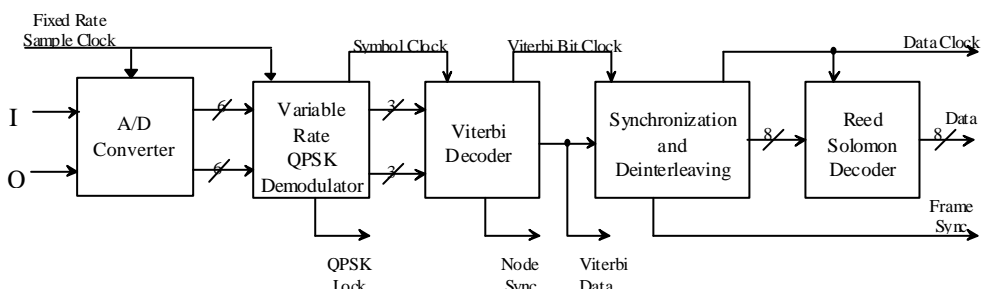 Fixed Rate
Sample Clock
Symbol Clock
Viterbi Bit Clock
Data Clock
I
O
A/D
Converter
6
6
Variable
Rate
QPSK
Demodulator
3
3
Viterbi
Decoder
Synchronization
and
Deinterleaving
8
Reed
Solomon
Decoder
8
Data
Frame
Sync
QPSK
Lock
Node
Sync
Viterbi
Data